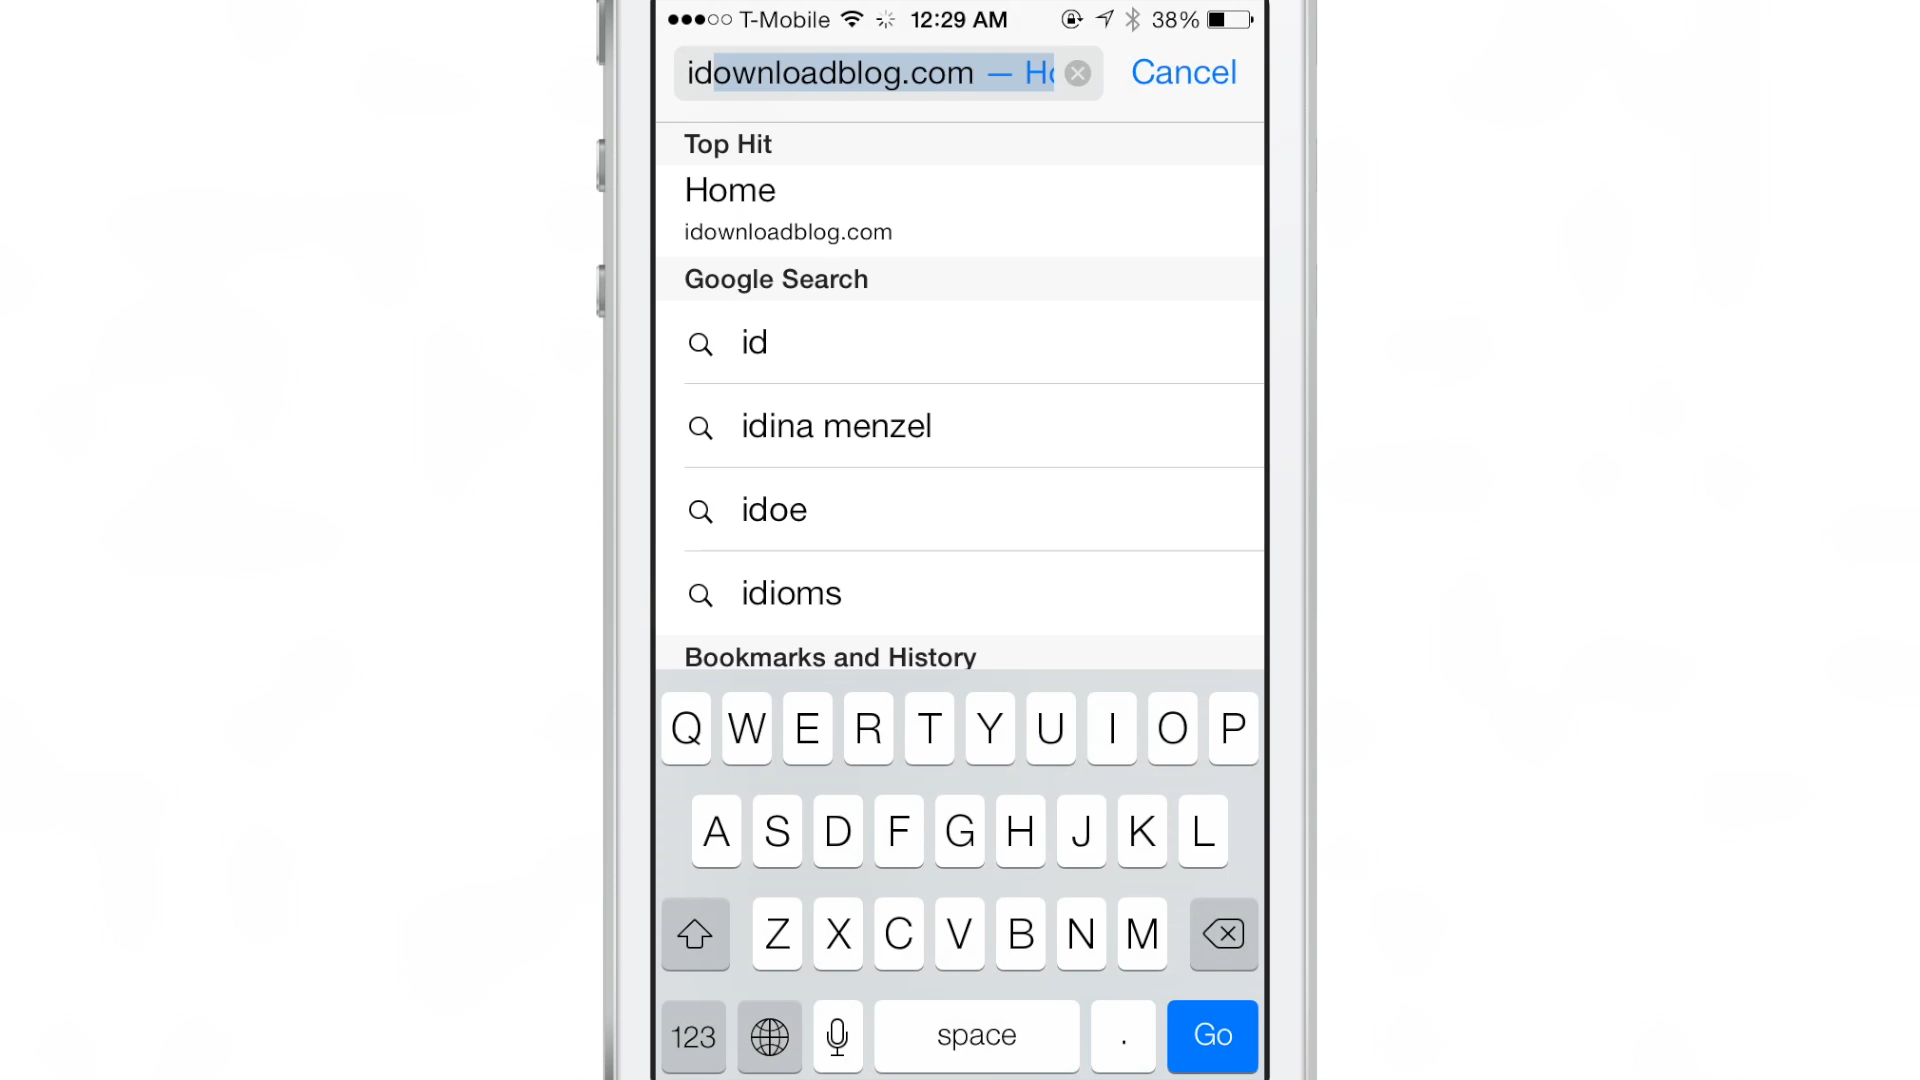 T-Mobile 12:29 AM 38%
idownloadblog.com — Ho Cancel
Top Hit
Home
idownloadblog.com
Google Search
id
idina menzel
idoe
idioms
Bookmarks and History
Q W E R T Y U I O P
A S D F G H J K L
Z X C V B N M
123 space . Go